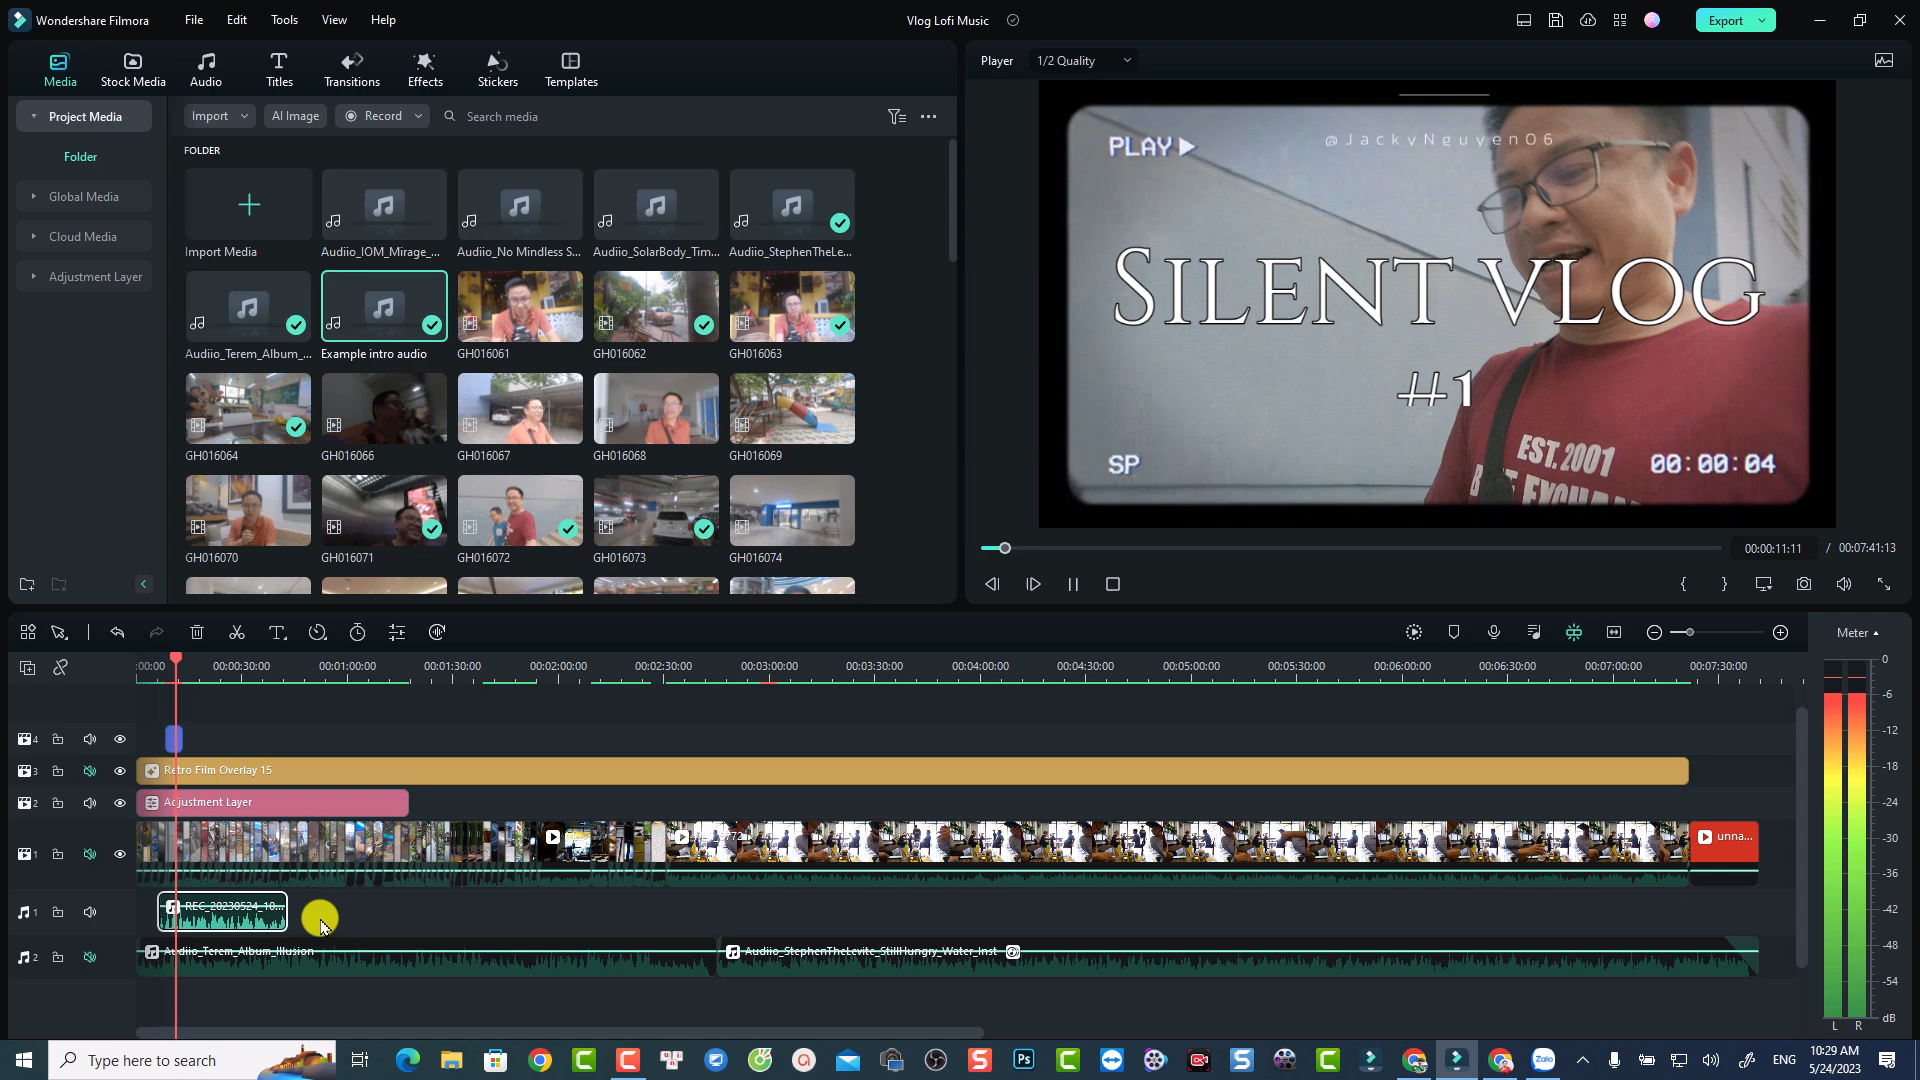 Wondershare Filmora
File Edit Tools View Help
Vlog Lofi Music
Export
Media Stock Media Audio Titles Transitions Effects Stickers Templates
Player 1/2 Quality
Project Media
Folder
Global Media
Cloud Media
Adjustment Layer
Import AI Image Record Search media
FOLDER
Import Media Audiio_IOM_Mirage_... Audiio_No Mindless S... Audiio_SolarBody_Tim... Audiio_StephenTheLe...
Audiio_Terem_Album_... Example intro audio GH016061 GH016062 GH016063
GH016064 GH016066 GH016067 GH016068 GH016069
GH016070 GH016071 GH016072 GH016073 GH016074
PLAY
@JackyNguyen06
SILENT VLOG
#1
EST. 2001
SP
00:00:04
00:00:11:11 / 00:07:41:13
Meter
:00:00 00:00:30:00 00:01:00:00 00:01:30:00 00:02:00:00 00:02:30:00 00:03:00:00 00:03:30:00 00:04:00:00 00:04:30:00 00:05:00:00 00:05:30:00 00:06:00:00 00:06:30:00 00:07:00:00 00:07:30:00
4
3 Retro Film Overlay 15
2 Adjustment Layer
1 unna...
1 REC_20230524_10...
2 Audiio_Terem_Album_Illusion Audiio_StephenTheLevite_StillHungry_Water_Inst
0
-6
-12
-18
-24
-30
-36
-42
-48
-54
dB
L R
Type here to search
Ps
Zalo
ENG
10:29 AM
5/24/2023